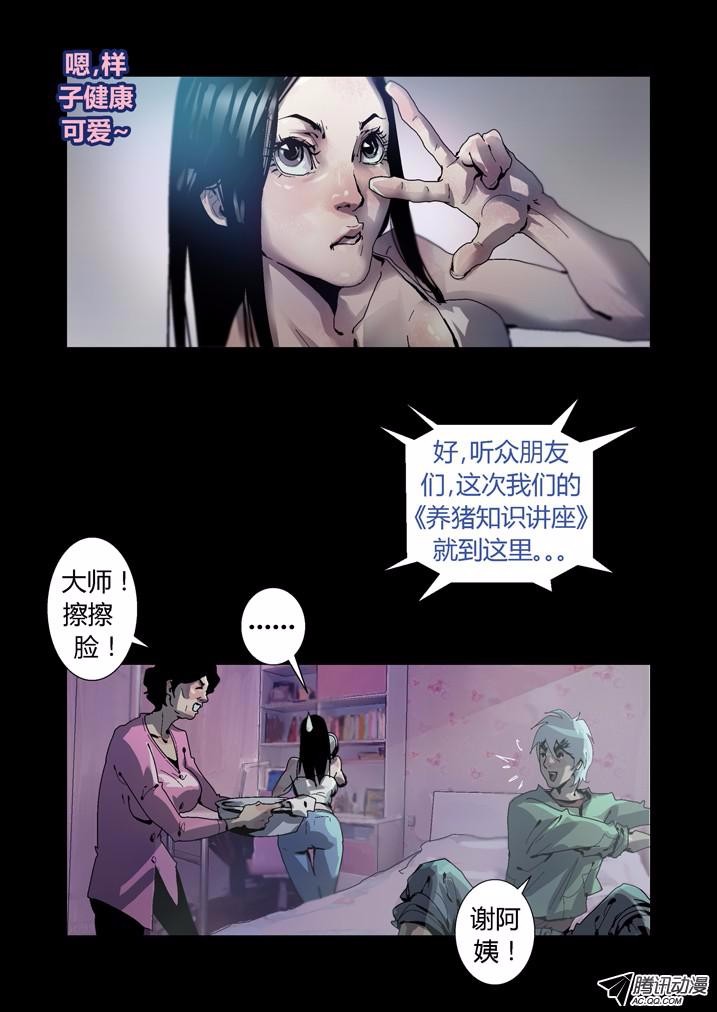 嗯,样
子健康
可爱~
好,听众朋友
们,这次我们的
《养猪知识讲座》
就到这里。。。
大师!
擦擦
脸!
......
谢阿
姨!
腾讯动漫
AC.QQ.COM